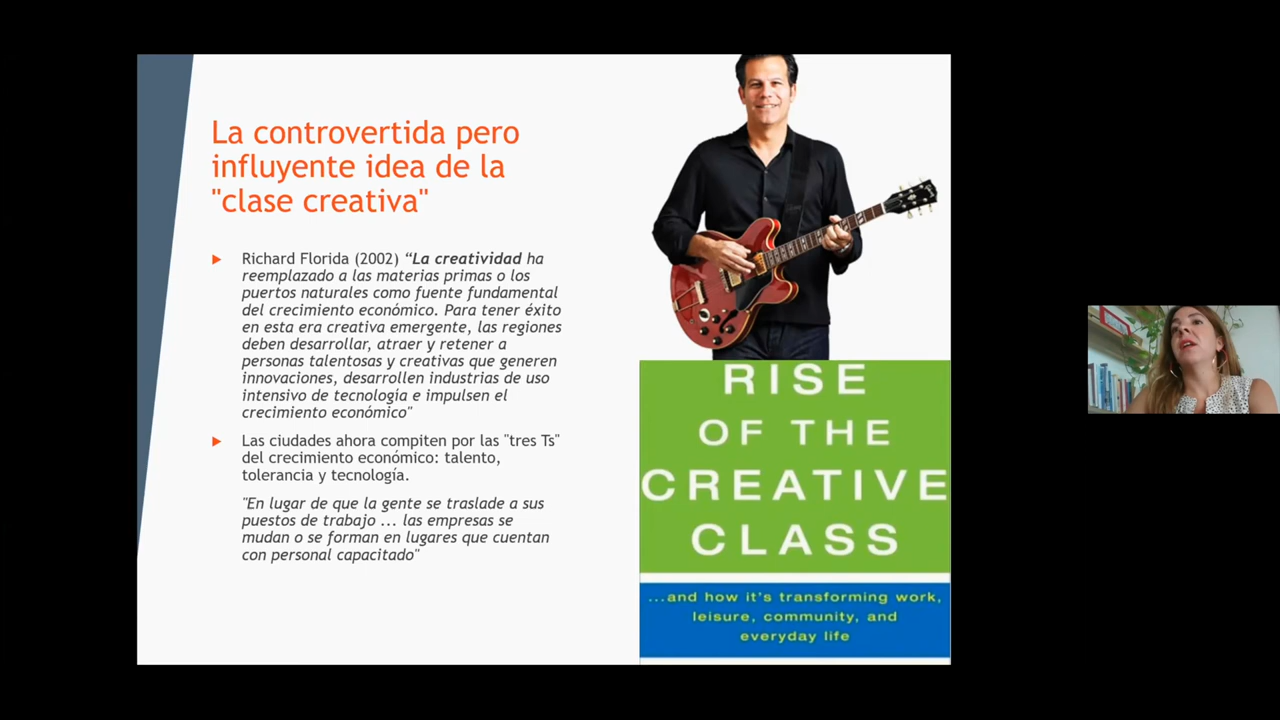 La controvertida pero
influyente idea de la
"clase creativa"
Richard Florida (2002) “La creatividad ha
reemplazado a las materias primas o los
puertos naturales como fuente fundamental
del crecimiento económico. Para tener éxito
en esta era creativa emergente, las regiones
deben desarrollar, atraer y retener a
personas talentosas y creativas que generen
innovaciones, desarrollen industrias de uso
intensivo de tecnología e impulsen el
crecimiento económico"
Las ciudades ahora compiten por las "tres Ts"
del crecimiento económico: talento,
tolerancia y tecnología.
"En lugar de que la gente se traslade a sus
puestos de trabajo ... las empresas se
mudan o se forman en lugares que cuentan
con personal capacitado"
RISE
OF THE
CREATIVE
CLASS
...and how it's transforming work,
leisure, community, and
everyday life